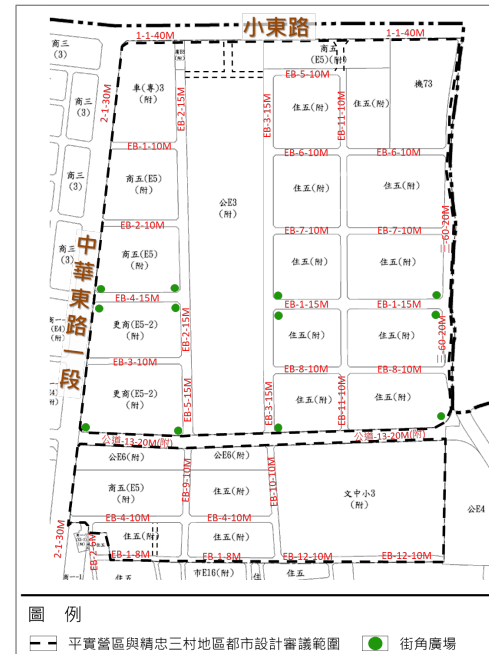 小東路
1-1-40M
1-1-40M
商三
(3)
商五
(E5)(附)
2-1-30M
車(專)3
(附)
EB-2-15M
EB-5-10M
機73
商三
(3)
EB-3-15M
住五(附)
EB-11-10M
住五(附)
EB-1-10M
EB-6-10M
EB-6-10M
商三
(3)
商五(E5)
(附)
公E3
(附)
住五(附)
住五(附)
EB-2-10M
EB-7-10M
EB-7-10M
三-60-20M
中華東路一段
商三
(3)
商五(E5)
(附)
住五(附)
住五(附)
EB-4-15M
EB-1-15M
EB-1-15M
更商(E5-2)
(附)
EB-2-15M
住五(附)
住五(附)
三-60-20M
EB-3-10M
EB-8-10M
EB-8-10M
更商(E5-2)
(附)
EB-5-15M
EB-3-15M
住五(附)
EB-11-10M
住五(附)
公道-13-20M(附)
公道-13-20M(附)
公E6(附)
公E6(附)
商五(E5)
(附)
EB-9-10M
住五(附)
EB-10-10M
文中小3
(附)
公E4
EB-4-10M
EB-4-10M
2-1-30M
住五(附)
住五(附)
EB-1-8M
EB-1-8M
EB-12-10M
EB-12-10M
住五
市E16(附)
住五
圖 例
平實營區與精忠三村地區都市設計審議範圍
街角廣場